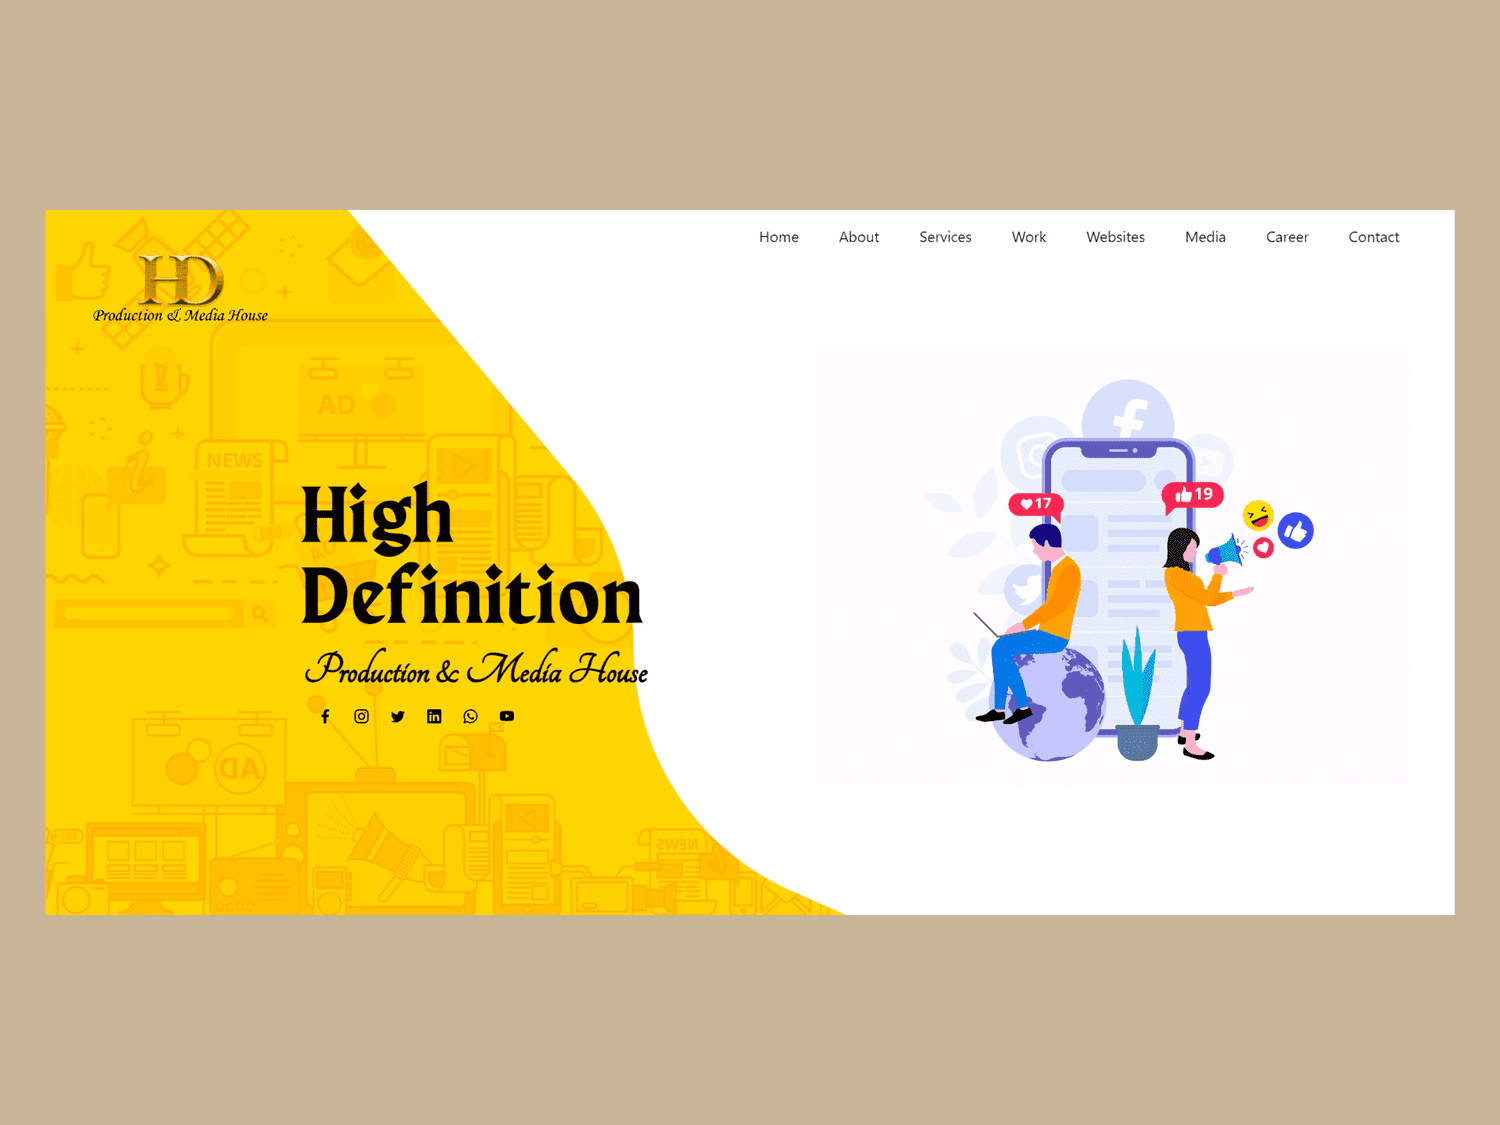 Home About Services Work Websites Media Career Contact
HD
Production & Media House
AD
NEWS
AD
High
Definition
Production & Media House
17
19
AD
NEWS